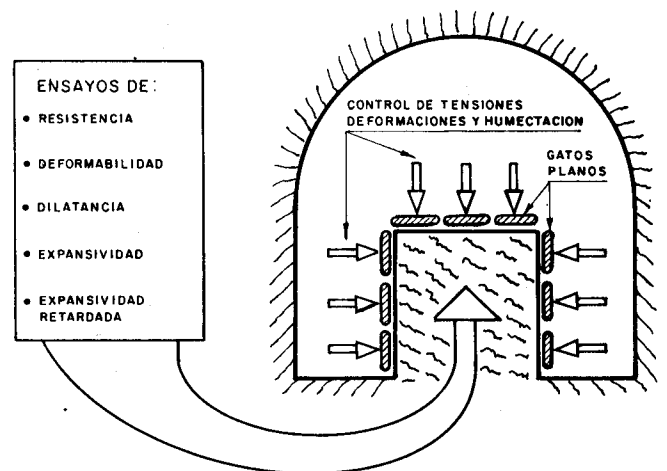 ENSAYOS DE:
• RESISTENCIA
• DEFORMABILIDAD
• DILATANCIA
• EXPANSIVIDAD
• EXPANSIVIDAD
RETARDADA
CONTROL DE TENSIONES
DEFORMACIONES Y HUMECTACION
GATOS
PLANOS